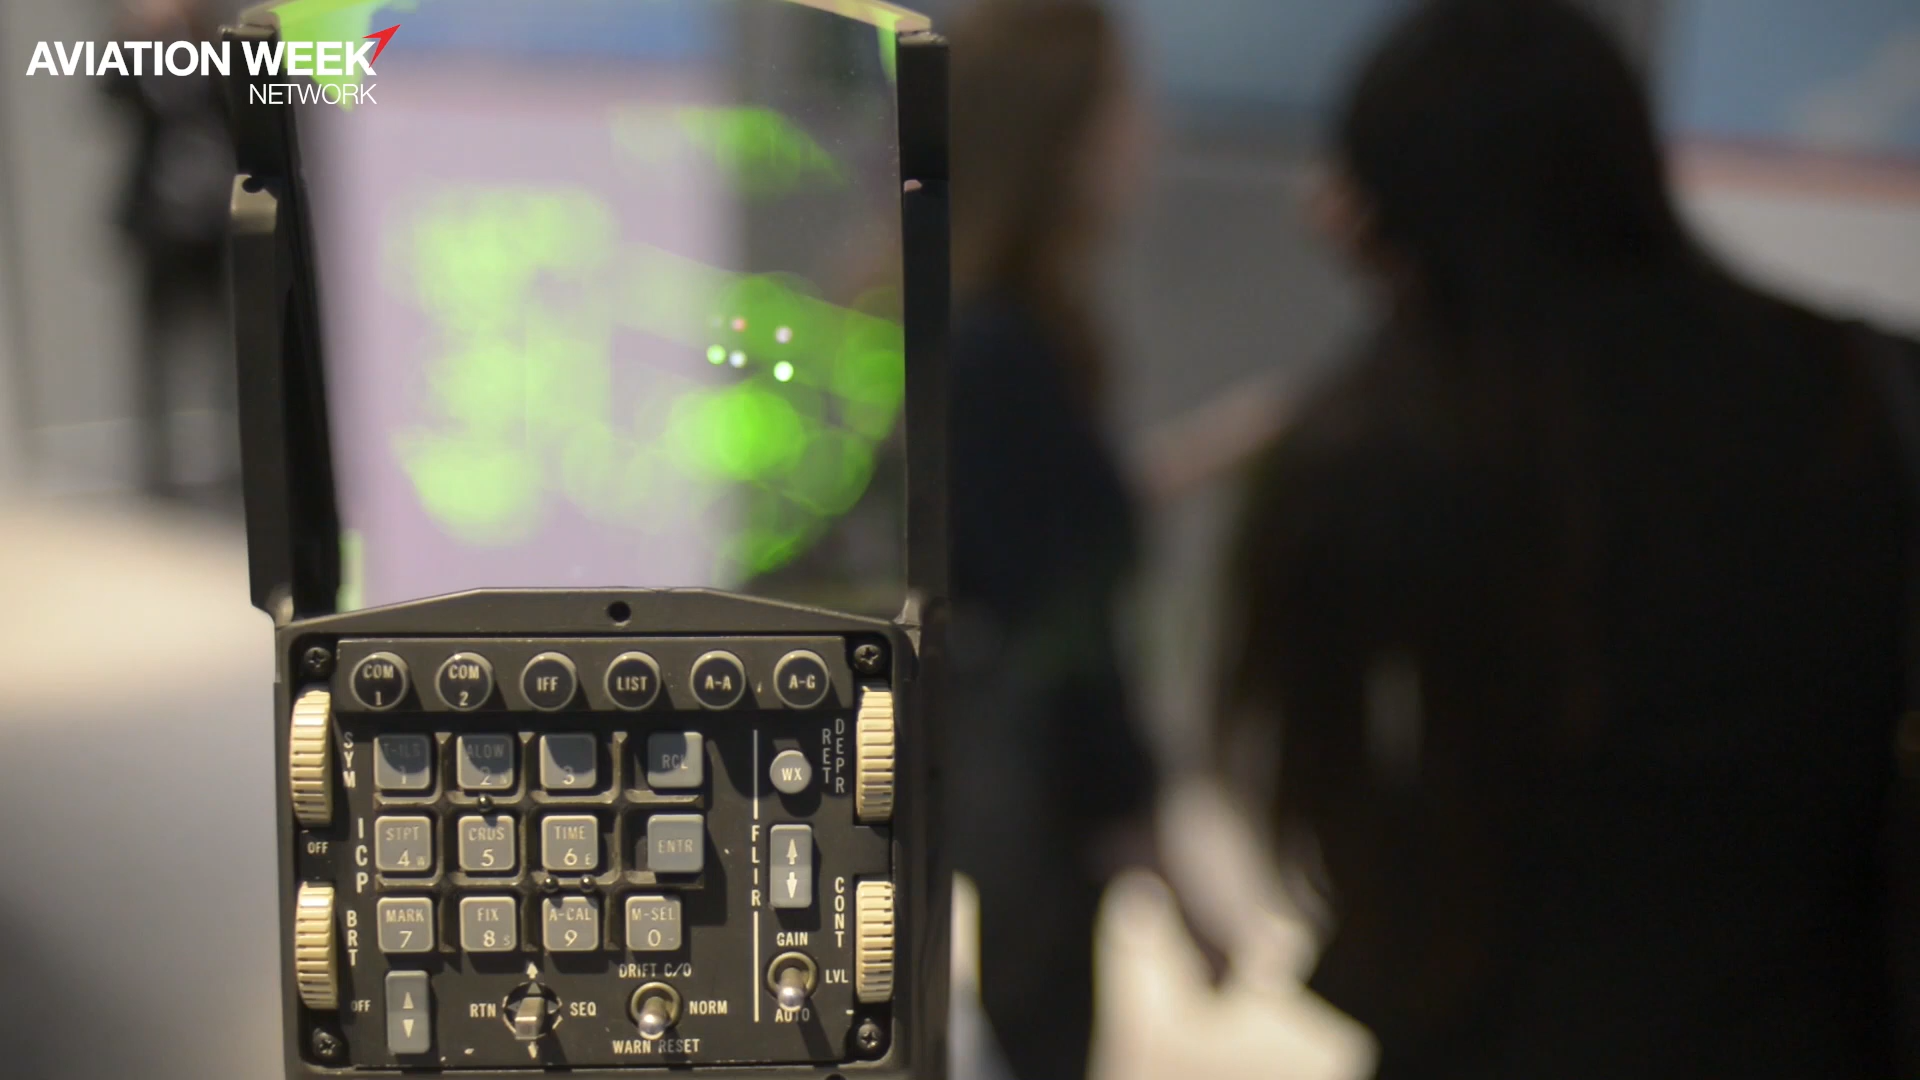 AVIATION WEEK
NETWORK
COM 1
COM 2
IFF
LIST
A-A
A-G
SYM
T-ILS
1
ALOW
2
3
RCL
WX
RET
DEPR
OFF
ICP
STPT
4 W
CRUS
5
TIME
6 E
ENTR
FLIR
BRT
MARK
7
FIX
8 S
A-CAL
9
M-SEL
0 -
CONT
GAIN
LVL
AUTO
DRIFT C/O
NORM
WARN RESET
OFF
RTN
SEQ